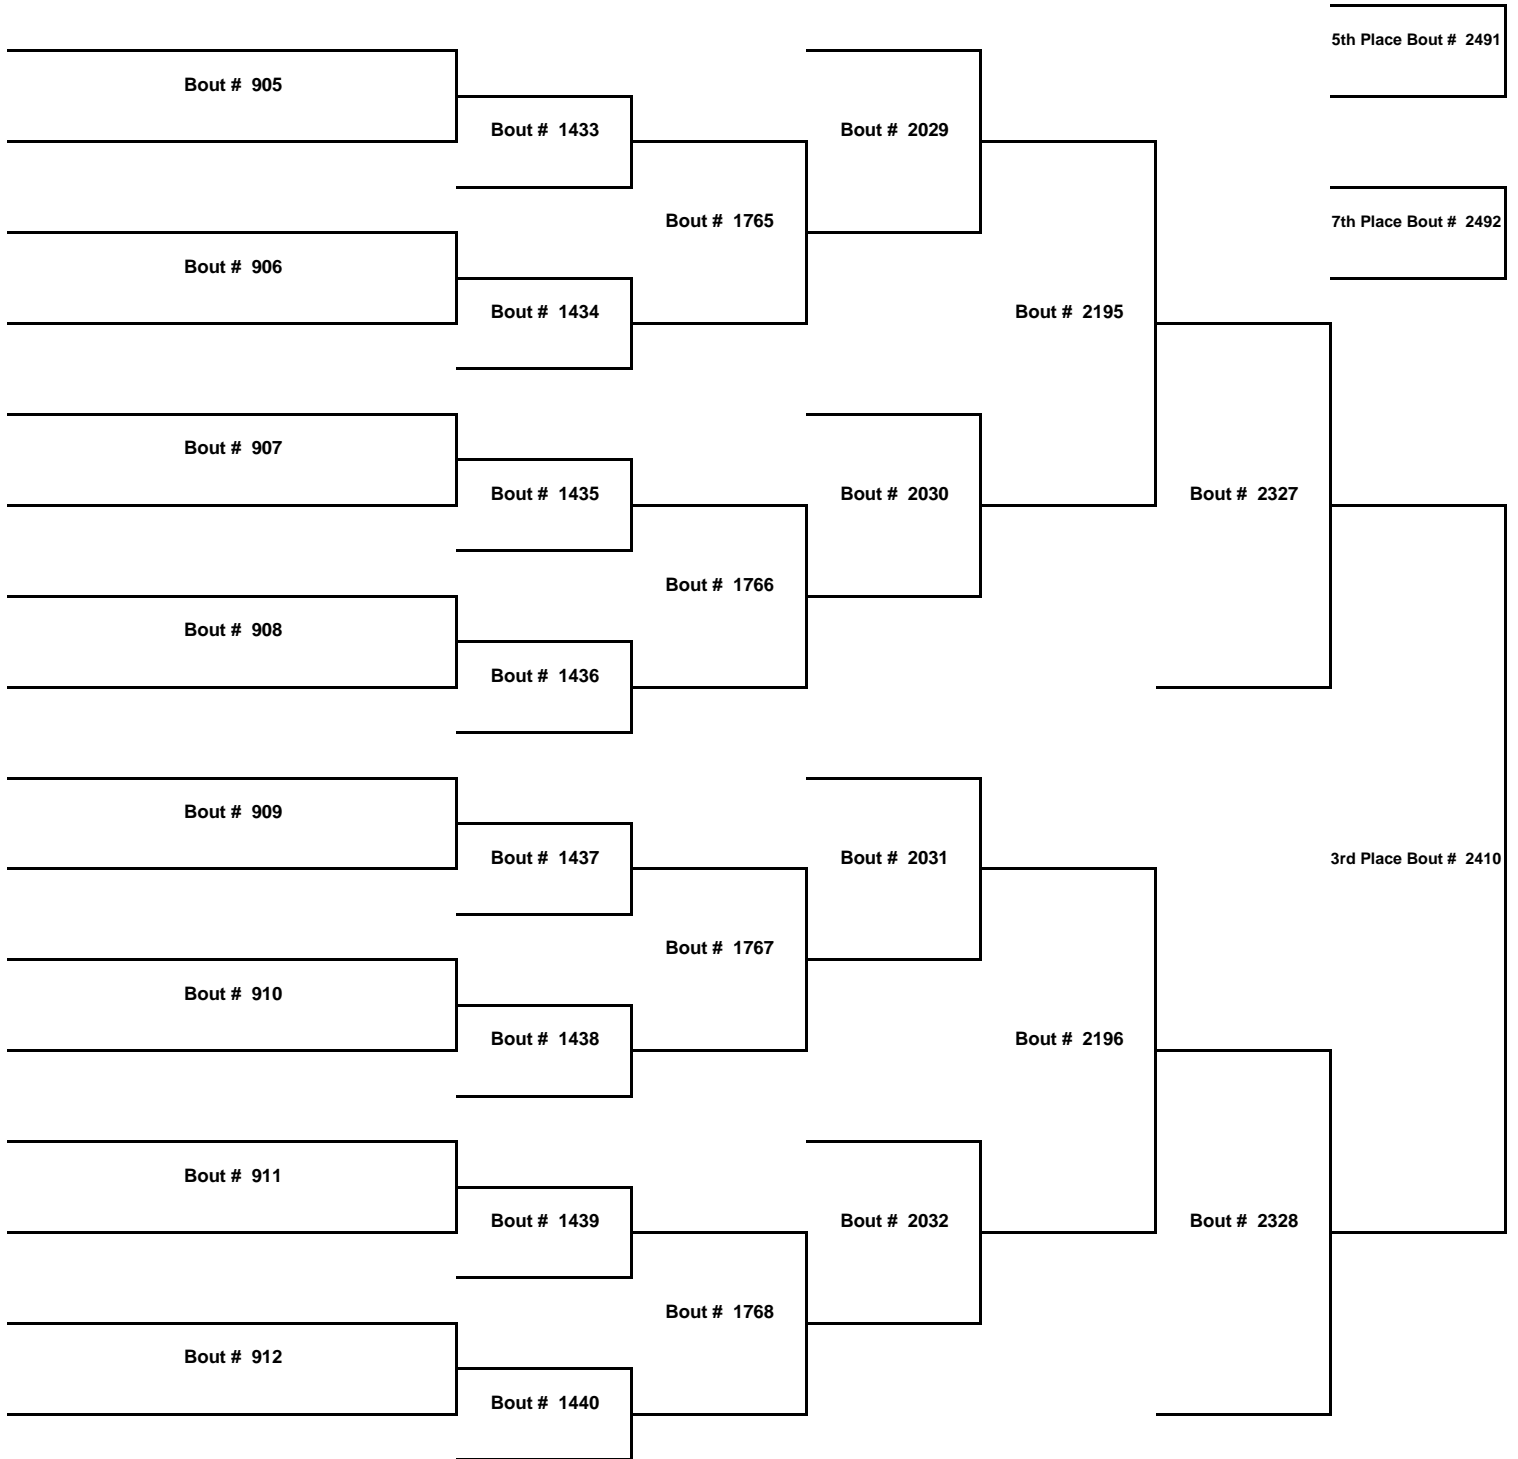 5th Place Bout # 2491
Bout # 905
Bout # 1433
Bout # 2029
Bout # 1765
7th Place Bout # 2492
Bout # 906
Bout # 1434
Bout # 2195
Bout # 907
Bout # 1435
Bout # 2030
Bout # 2327
Bout # 1766
Bout # 908
Bout # 1436
Bout # 909
Bout # 1437
Bout # 2031
3rd Place Bout # 2410
Bout # 1767
Bout # 910
Bout # 1438
Bout # 2196
Bout # 911
Bout # 1439
Bout # 2032
Bout # 2328
Bout # 1768
Bout # 912
Bout # 1440